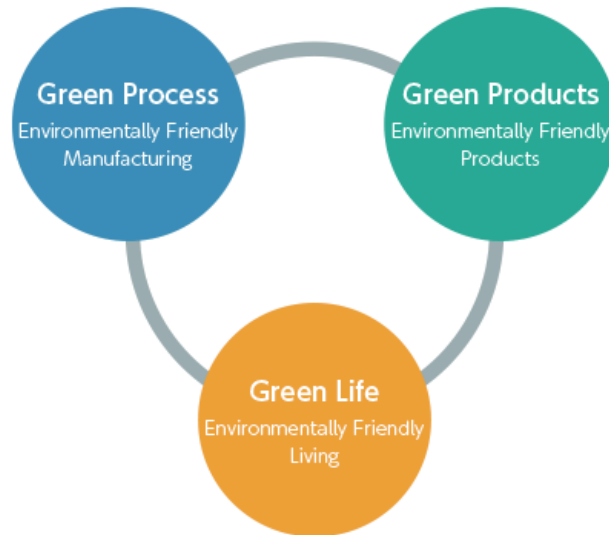 Green Process
Environmentally Friendly
Manufacturing
Green Products
Environmentally Friendly
Products
Green Life
Environmentally Friendly
Living